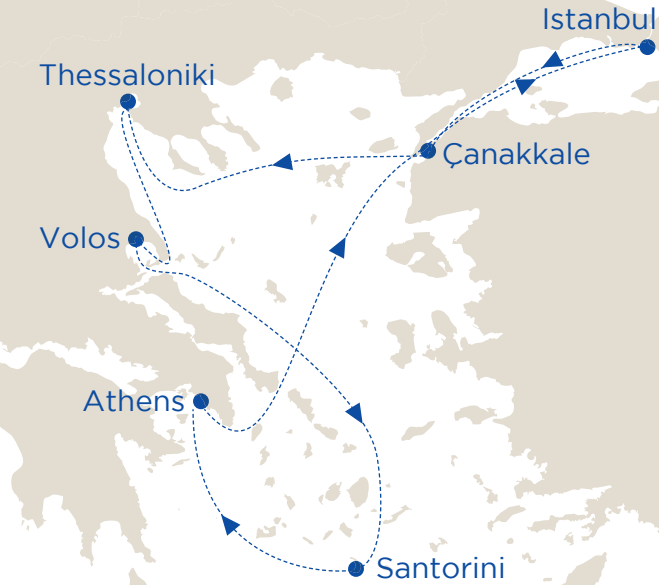 Istanbul
Thessaloniki
Çanakkale
Volos
Athens
Santorini